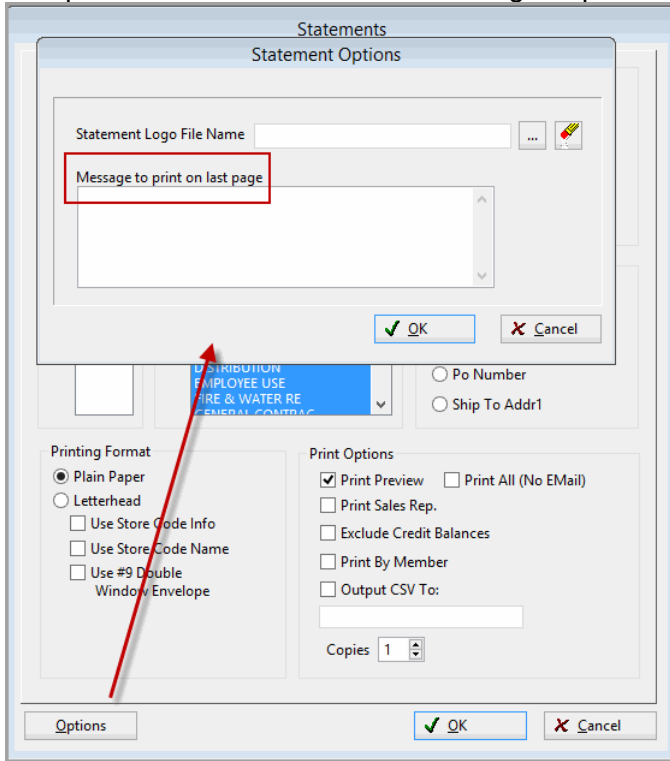 Statements
Statement Options
Statement Logo File Name
...
Message to print on last page
OK Cancel
DISTRIBUTION
EMPLOYEE USE
FIRE & WATER RE
GENERAL CONTRAC
Po Number
Ship To Addr1
Printing Format
Plain Paper
Letterhead
Use Store Code Info
Use Store Code Name
Use #9 Double
Window Envelope
Print Options
Print Preview Print All (No EMail)
Print Sales Rep.
Exclude Credit Balances
Print By Member
Output CSV To:
Copies 1
Options OK Cancel